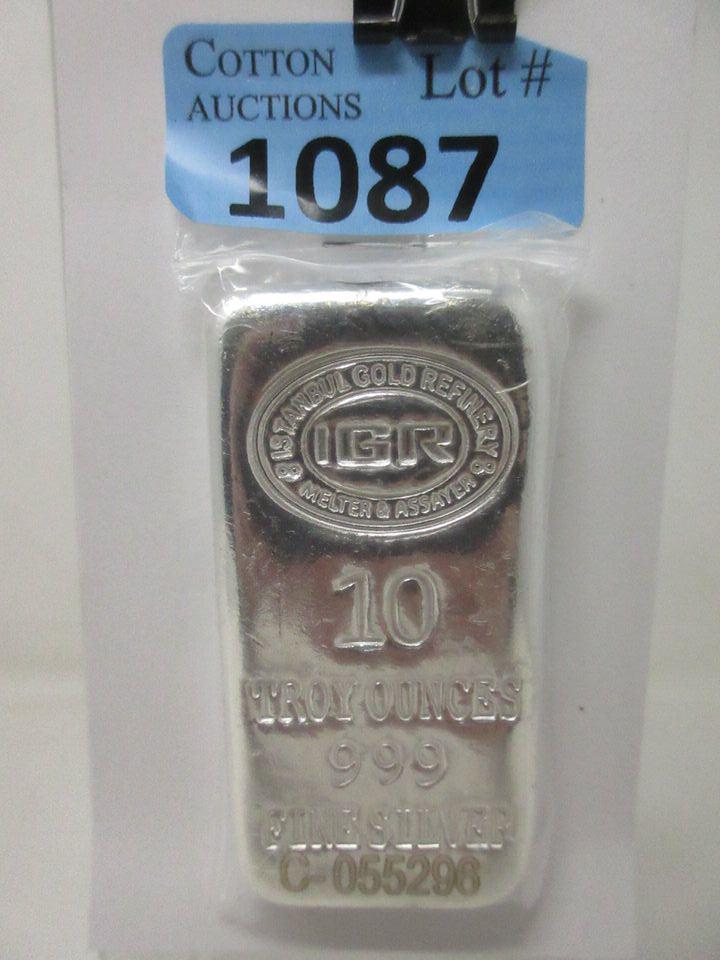 COTTON
AUCTIONS
Lot #
1087
ISTANBUL GOLD REFINERY
IGR
& MELTER & ASSAYER &
10
TROY OUNCES
999
FINE SILVER
C-055296